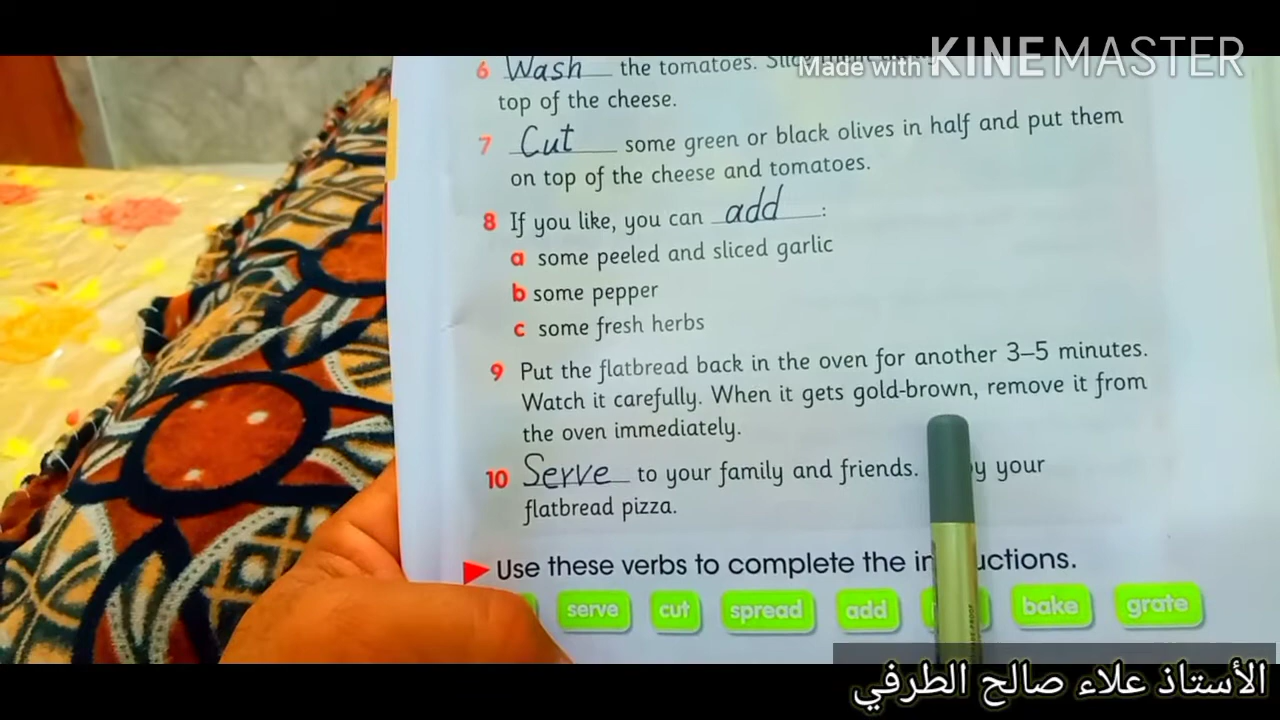 Made with KINEMASTER
6 Wash the tomatoes.
top of the cheese.
7 Cut some green or black olives in half and put them
on top of the cheese and tomatoes.
8 If you like, you can add :
a some peeled and sliced garlic
b some pepper
c some fresh herbs
9 Put the flatbread back in the oven for another 3–5 minutes.
Watch it carefully. When it gets gold-brown, remove it from
the oven immediately.
10 Serve to your family and friends. your
flatbread pizza.
Use these verbs to complete the
serve cut spread add bake grate
الأستاذ علاء صالح الطرفي